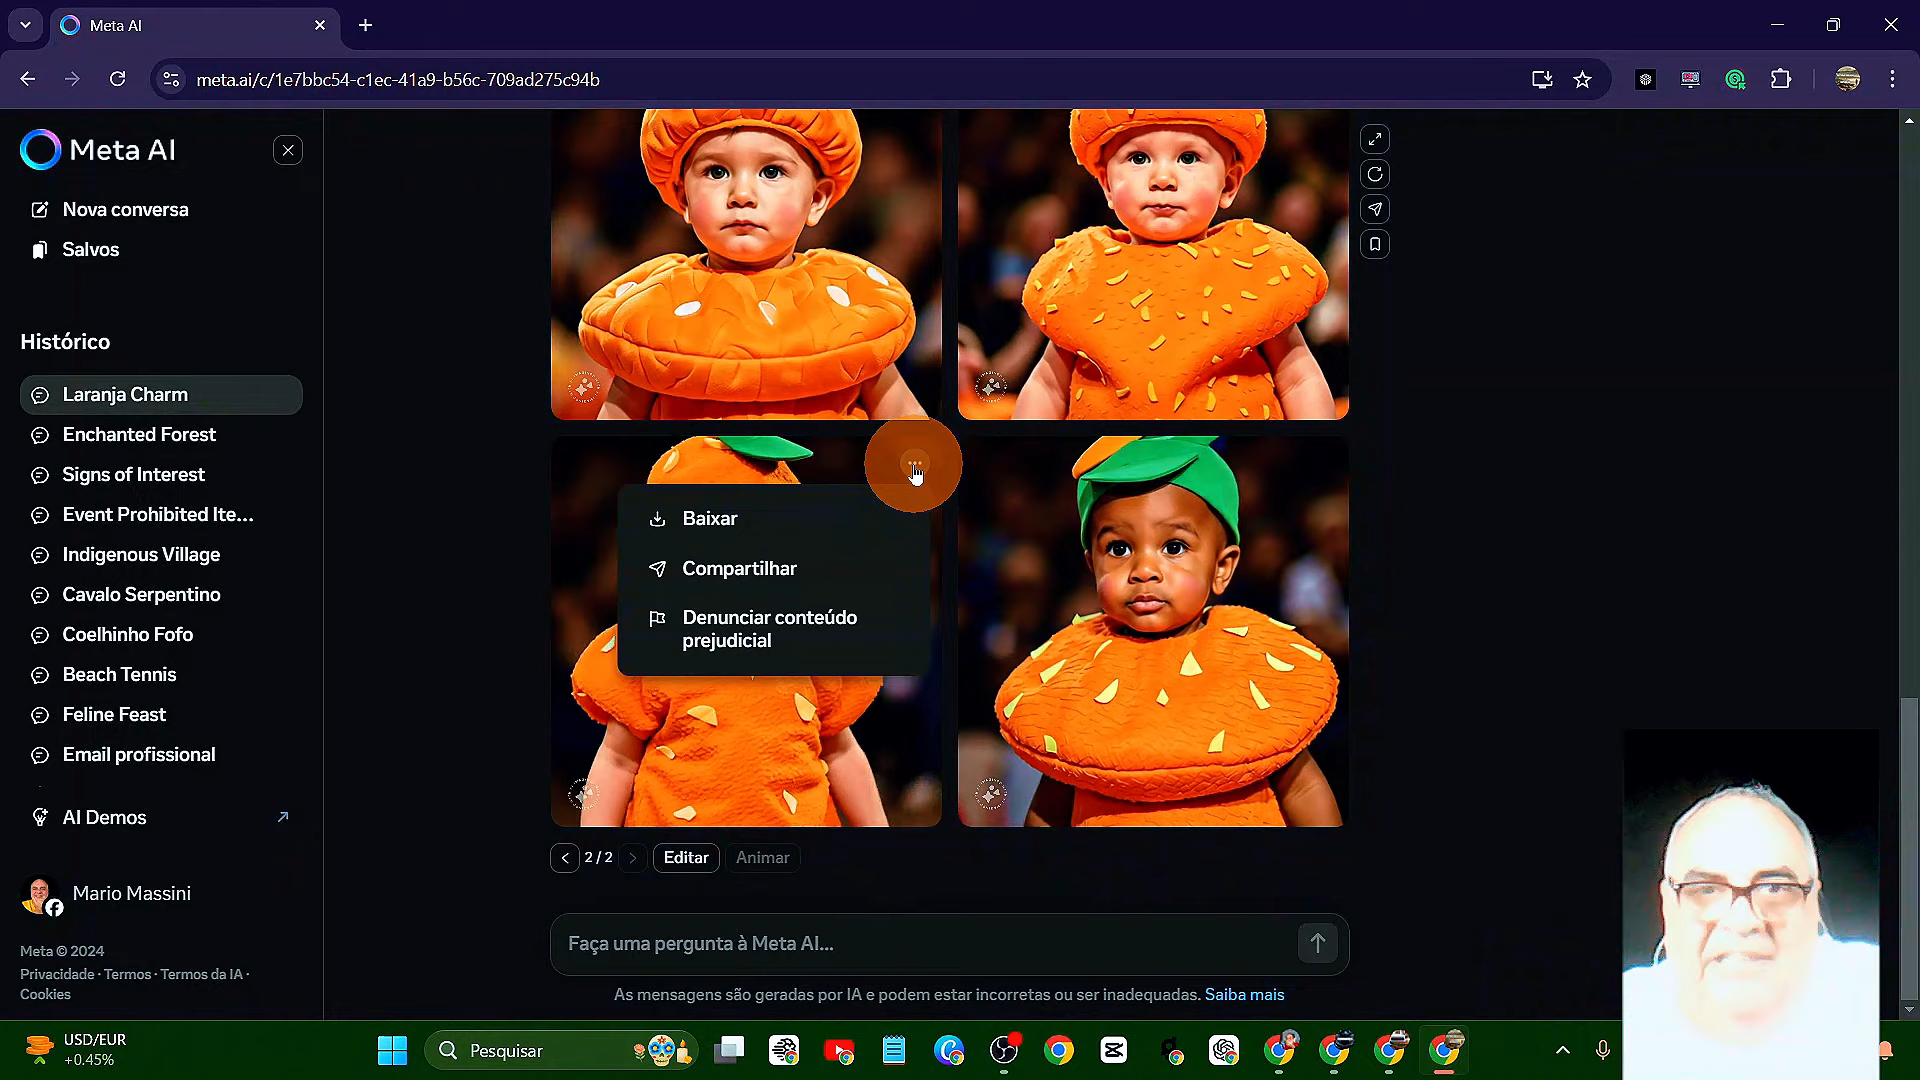 Meta AI
meta.ai/c/1e7bbc54-c1ec-41a9-b56c-709ad275c94b
Meta AI
Nova conversa
Salvos
Histórico
Laranja Charm
Enchanted Forest
Signs of Interest
Event Prohibited Ite...
Indigenous Village
Cavalo Serpentino
Coelhinho Fofo
Beach Tennis
Feline Feast
Email profissional
AI Demos
Mario Massini
Meta © 2024
Privacidade · Termos · Termos da IA ·
Cookies
Baixar
Compartilhar
Denunciar conteúdo
prejudicial
2 / 2
Editar
Animar
Faça uma pergunta à Meta AI...
As mensagens são geradas por IA e podem estar incorretas ou ser inadequadas. Saiba mais
USD/EUR
+0.45%
Pesquisar